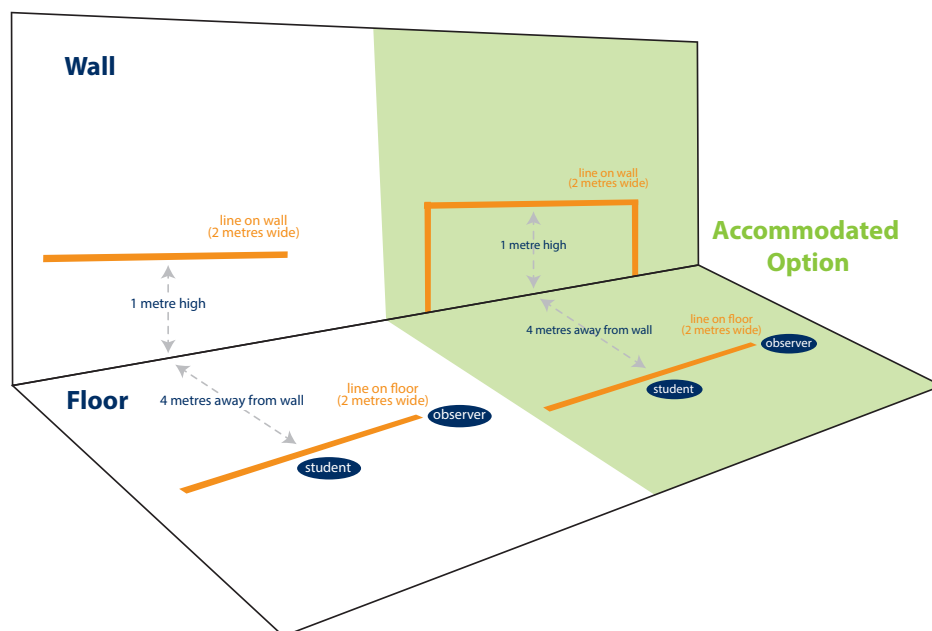 Wall
line on wall
(2 metres wide)
1 metre high
Floor
4 metres away from wall
line on floor
(2 metres wide)
observer
student
line on wall
(2 metres wide)
1 metre high
Accommodated
Option
4 metres away from wall
line on floor
(2 metres wide)
observer
student